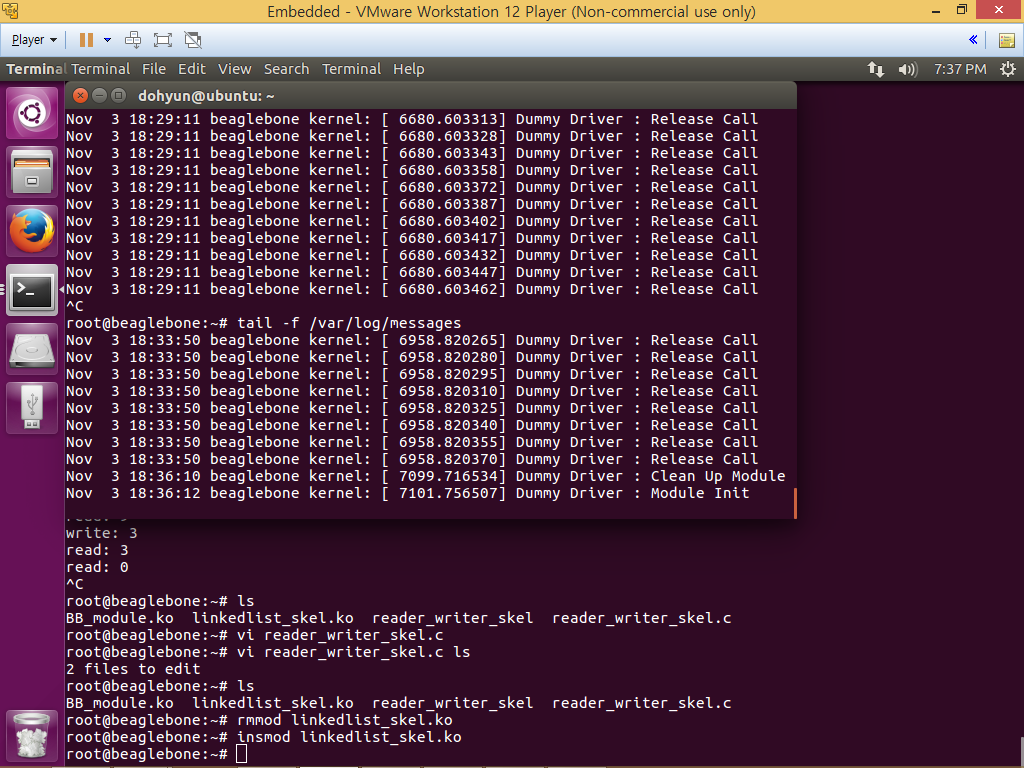 Embedded - VMware Workstation 12 Player (Non-commercial use only)
Player
Terminal Terminal File Edit View Search Terminal Help 7:37 PM
dohyun@ubuntu: ~
Nov  3 18:29:11 beaglebone kernel: [ 6680.603313] Dummy Driver : Release Call
Nov  3 18:29:11 beaglebone kernel: [ 6680.603328] Dummy Driver : Release Call
Nov  3 18:29:11 beaglebone kernel: [ 6680.603343] Dummy Driver : Release Call
Nov  3 18:29:11 beaglebone kernel: [ 6680.603358] Dummy Driver : Release Call
Nov  3 18:29:11 beaglebone kernel: [ 6680.603372] Dummy Driver : Release Call
Nov  3 18:29:11 beaglebone kernel: [ 6680.603387] Dummy Driver : Release Call
Nov  3 18:29:11 beaglebone kernel: [ 6680.603402] Dummy Driver : Release Call
Nov  3 18:29:11 beaglebone kernel: [ 6680.603417] Dummy Driver : Release Call
Nov  3 18:29:11 beaglebone kernel: [ 6680.603432] Dummy Driver : Release Call
Nov  3 18:29:11 beaglebone kernel: [ 6680.603447] Dummy Driver : Release Call
Nov  3 18:29:11 beaglebone kernel: [ 6680.603462] Dummy Driver : Release Call
^C
root@beaglebone:~# tail -f /var/log/messages
Nov  3 18:33:50 beaglebone kernel: [ 6958.820265] Dummy Driver : Release Call
Nov  3 18:33:50 beaglebone kernel: [ 6958.820280] Dummy Driver : Release Call
Nov  3 18:33:50 beaglebone kernel: [ 6958.820295] Dummy Driver : Release Call
Nov  3 18:33:50 beaglebone kernel: [ 6958.820310] Dummy Driver : Release Call
Nov  3 18:33:50 beaglebone kernel: [ 6958.820325] Dummy Driver : Release Call
Nov  3 18:33:50 beaglebone kernel: [ 6958.820340] Dummy Driver : Release Call
Nov  3 18:33:50 beaglebone kernel: [ 6958.820355] Dummy Driver : Release Call
Nov  3 18:33:50 beaglebone kernel: [ 6958.820370] Dummy Driver : Release Call
Nov  3 18:36:10 beaglebone kernel: [ 7099.716534] Dummy Driver : Clean Up Module
Nov  3 18:36:12 beaglebone kernel: [ 7101.756507] Dummy Driver : Module Init
write: 3
read: 3
read: 0
^C
root@beaglebone:~# ls
BB_module.ko  linkedlist_skel.ko  reader_writer_skel  reader_writer_skel.c
root@beaglebone:~# vi reader_writer_skel.c
root@beaglebone:~# vi reader_writer_skel.c ls
2 files to edit
root@beaglebone:~# ls
BB_module.ko  linkedlist_skel.ko  reader_writer_skel  reader_writer_skel.c
root@beaglebone:~# rmmod linkedlist_skel.ko
root@beaglebone:~# insmod linkedlist_skel.ko
root@beaglebone:~#